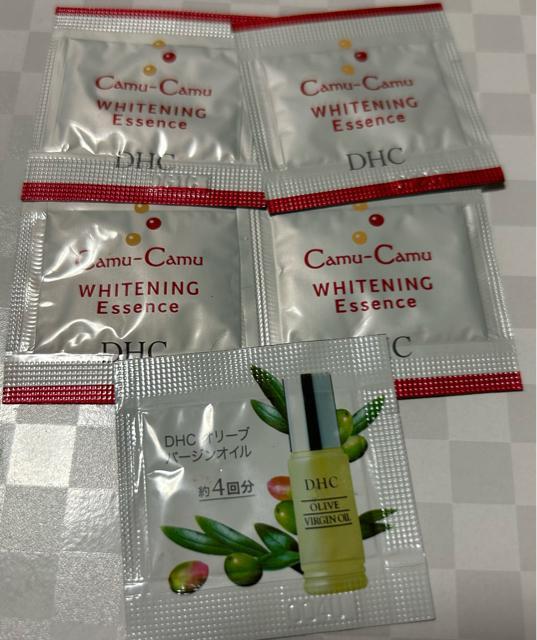 Camu-Camu
WHITENING
Essence
DHC
Camu-Camu
WHITENING
Essence
DHC
Camu-Camu
WHITENING
Essence
DHC
Camu-Camu
WHITENING
Essence
DHC オリーブ
バージンオイル
約4回分
DHC
OLIVE
VIRGIN OIL